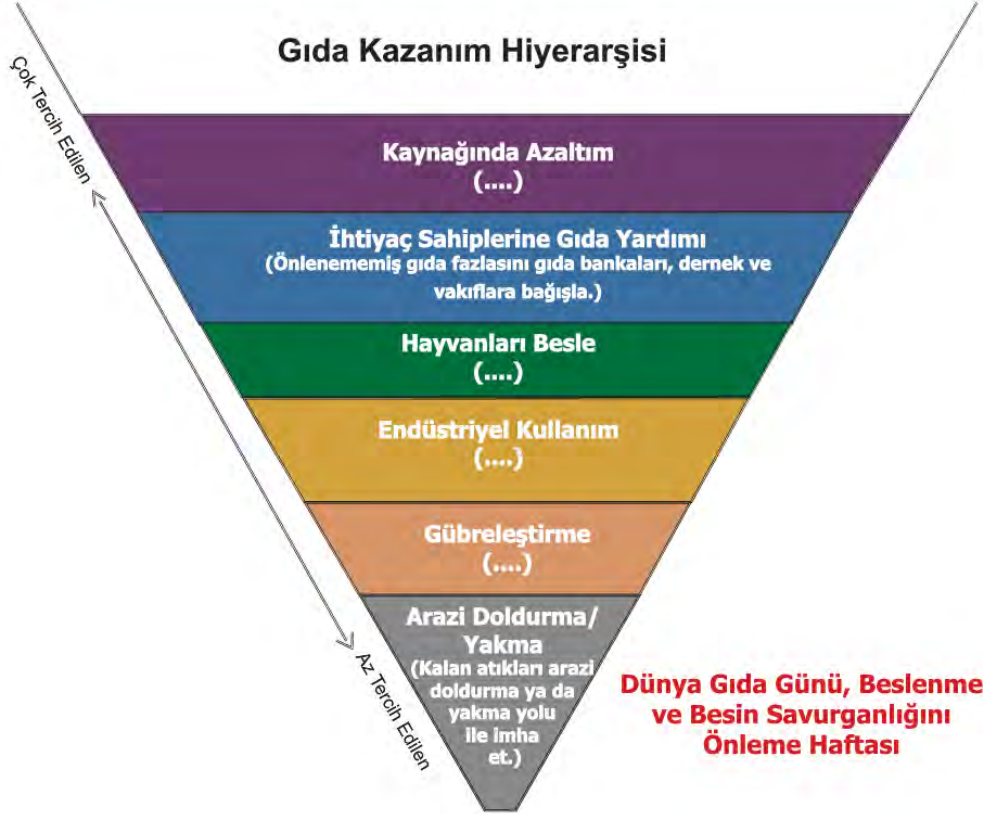 Gıda Kazanım Hiyerarşisi
Çok Tercih Edilen
Kaynağında Azaltım
(....)
İhtiyaç Sahiplerine Gıda Yardımı
(Önlenememiş gıda fazlasını gıda bankaları, dernek ve
vakıflara bağışla.)
Hayvanları Besle
(....)
Endüstriyel Kullanım
(....)
Gübreleştirme
(....)
Arazi Doldurma/
Yakma
(Kalan atıkları arazi
doldurma ya da
yakma yolu
ile imha
et.)
Az Tercih Edilen
Dünya Gıda Günü, Beslenme
ve Besin Savurganlığını
Önleme Haftası